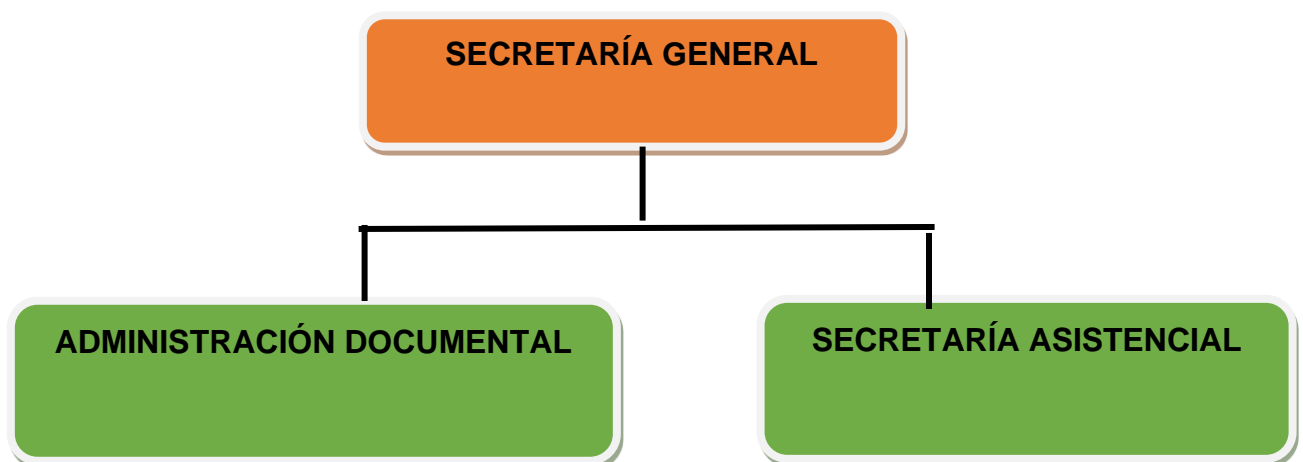 SECRETARÍA GENERAL
ADMINISTRACIÓN DOCUMENTAL
SECRETARÍA ASISTENCIAL